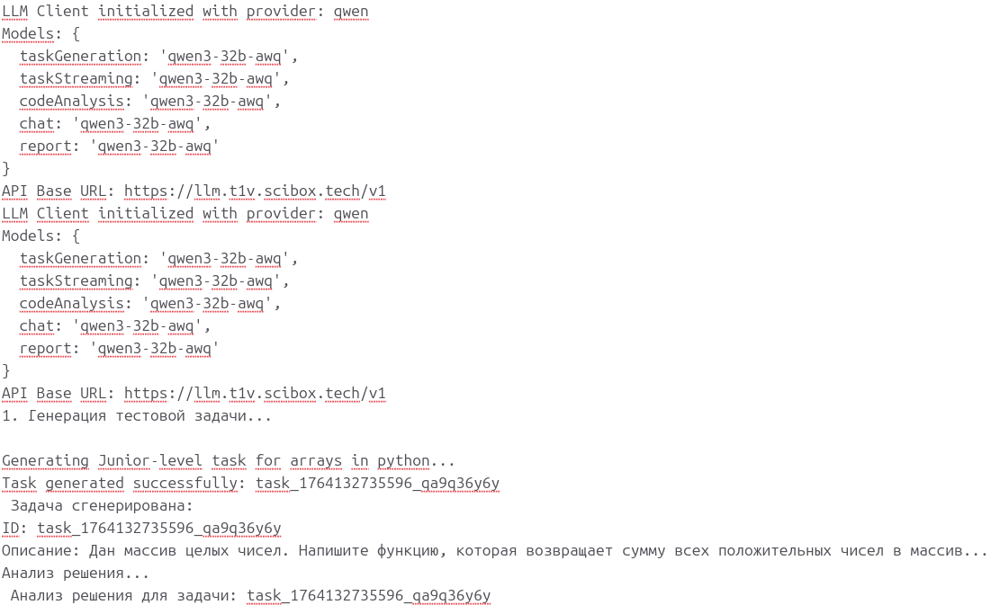 LLM Client initialized with provider: qwen
Models: {
  taskGeneration: 'qwen3-32b-awq',
  taskStreaming: 'qwen3-32b-awq',
  codeAnalysis: 'qwen3-32b-awq',
  chat: 'qwen3-32b-awq',
  report: 'qwen3-32b-awq'
}
API Base URL: https://llm.t1v.scibox.tech/v1
LLM Client initialized with provider: qwen
Models: {
  taskGeneration: 'qwen3-32b-awq',
  taskStreaming: 'qwen3-32b-awq',
  codeAnalysis: 'qwen3-32b-awq',
  chat: 'qwen3-32b-awq',
  report: 'qwen3-32b-awq'
}
API Base URL: https://llm.t1v.scibox.tech/v1
1. Генерация тестовой задачи...

Generating Junior-level task for arrays in python...
Task generated successfully: task_1764132735596_qa9q36y6y
 Задача сгенерирована:
ID: task_1764132735596_qa9q36y6y
Описание: Дан массив целых чисел. Напишите функцию, которая возвращает сумму всех положительных чисел в массив...
Анализ решения...
 Анализ решения для задачи: task_1764132735596_qa9q36y6y